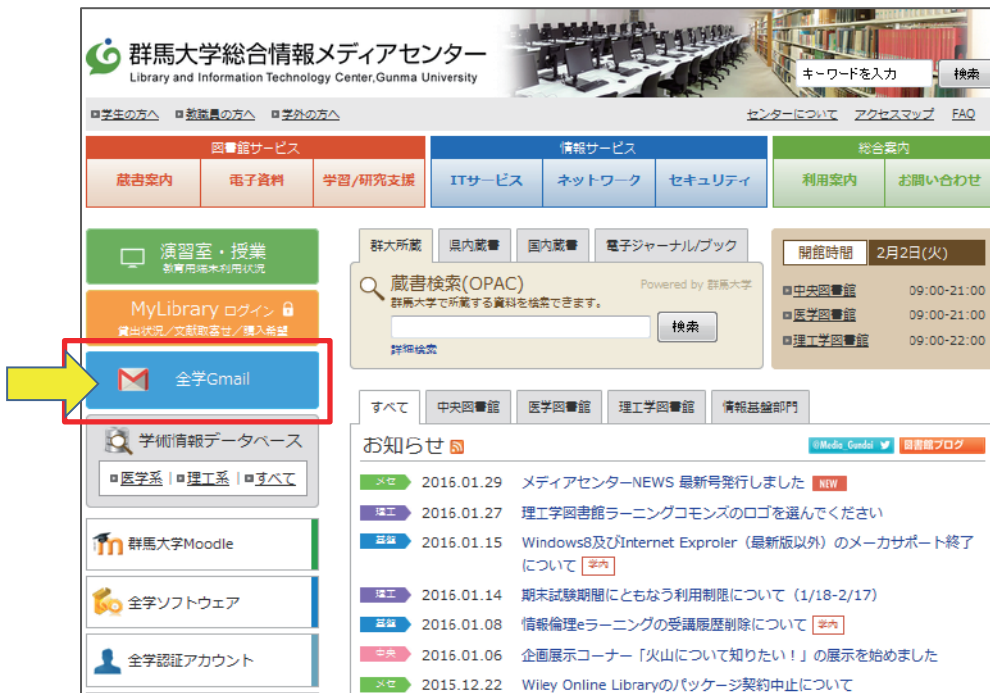 群馬大学総合情報メディアセンター
Library and Information Technology Center,Gunma University
キーワードを入力 検索
学生の方へ 教職員の方へ 学外の方へ センターについて アクセスマップ FAQ
図書館サービス 情報サービス 総合案内
蔵書案内 電子資料 学習/研究支援 ITサービス ネットワーク セキュリティ 利用案内 お問い合わせ
演習室・授業
教育用端末利用状況
MyLibrary ログイン
貸出状況／文献取寄せ／購入希望
全学Gmail
学術情報データベース
医学系 | 理工系 | すべて
群馬大学Moodle
全学ソフトウェア
全学認証アカウント
群大所蔵 県内蔵書 国内蔵書 電子ジャーナル/ブック
蔵書検索(OPAC) Powered by 群馬大学
群馬大学で所蔵する資料を検索できます。
検索
詳細検索
開館時間 2月2日(火)
中央図書館 09:00-21:00
医学図書館 09:00-21:00
理工学図書館 09:00-22:00
すべて 中央図書館 医学図書館 理工学図書館 情報基盤部門
お知らせ @Media_Gundai 図書館ブログ
メセ 2016.01.29 メディアセンターNEWS 最新号発行しました NEW
理工 2016.01.27 理工学図書館ラーニングコモンズのロゴを選んでください
基盤 2016.01.15 Windows8及びInternet Exproler（最新版以外）のメーカサポート終了
について 学内
理工 2016.01.14 期末試験期間にともなう利用制限について（1/18-2/17）
基盤 2016.01.08 情報倫理eラーニングの受講履歴削除について 学内
中央 2016.01.06 企画展示コーナー「火山について知りたい！」の展示を始めました
メセ 2015.12.22 Wiley Online Libraryのパッケージ契約中止について